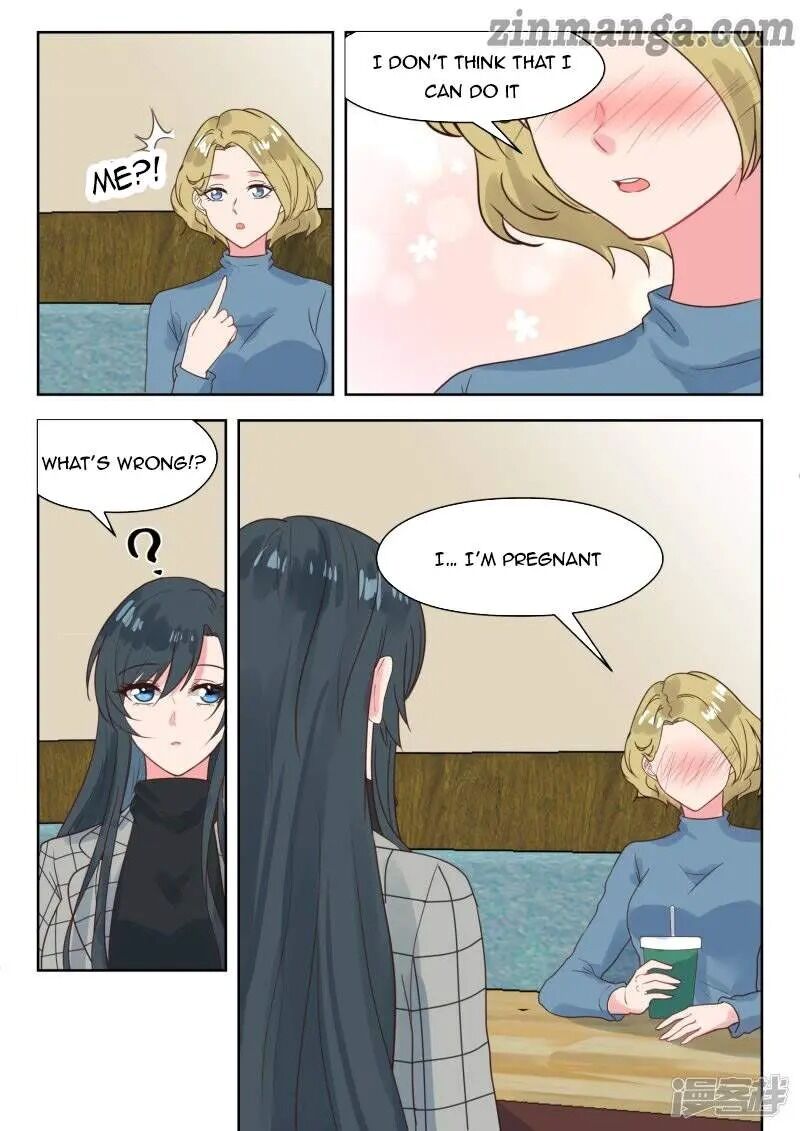 zinmanga.com
ME?!
I DON'T THINK THAT I
CAN DO IT
WHAT'S WRONG!?
?
I... I'M PREGNANT
漫客栈